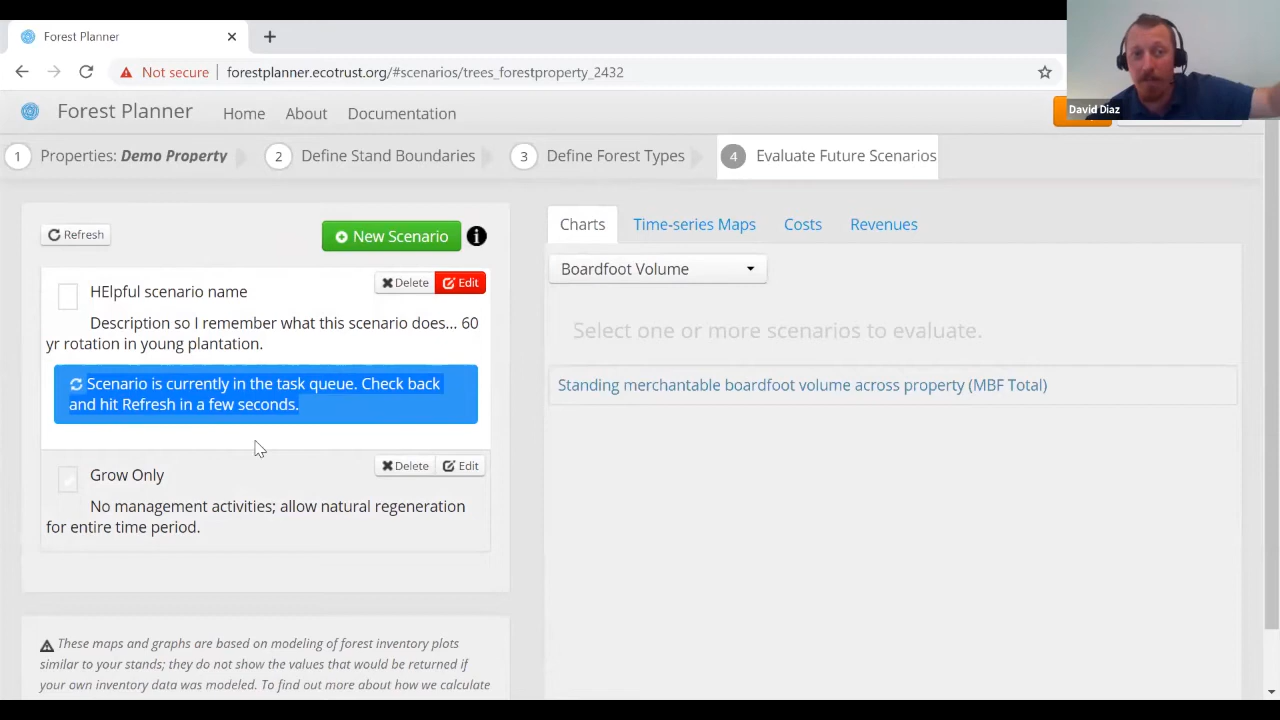 Forest Planner
Not secure
forestplanner.ecotrust.org/#scenarios/trees_forestproperty_2432
David Diaz
Forest Planner
Home
About
Documentation
1
Properties: Demo Property
2
Define Stand Boundaries
3
Define Forest Types
4
Evaluate Future Scenarios
Refresh
New Scenario
i
HElpful scenario name
Delete
Edit
Description so I remember what this scenario does... 60
yr rotation in young plantation.
Scenario is currently in the task queue. Check back
and hit Refresh in a few seconds.
Grow Only
Delete
Edit
No management activities; allow natural regeneration
for entire time period.
These maps and graphs are based on modeling of forest inventory plots
similar to your stands; they do not show the values that would be returned if
your own inventory data was modeled. To find out more about how we calculate
Charts
Time-series Maps
Costs
Revenues
Boardfoot Volume
Select one or more scenarios to evaluate.
Standing merchantable boardfoot volume across property (MBF Total)